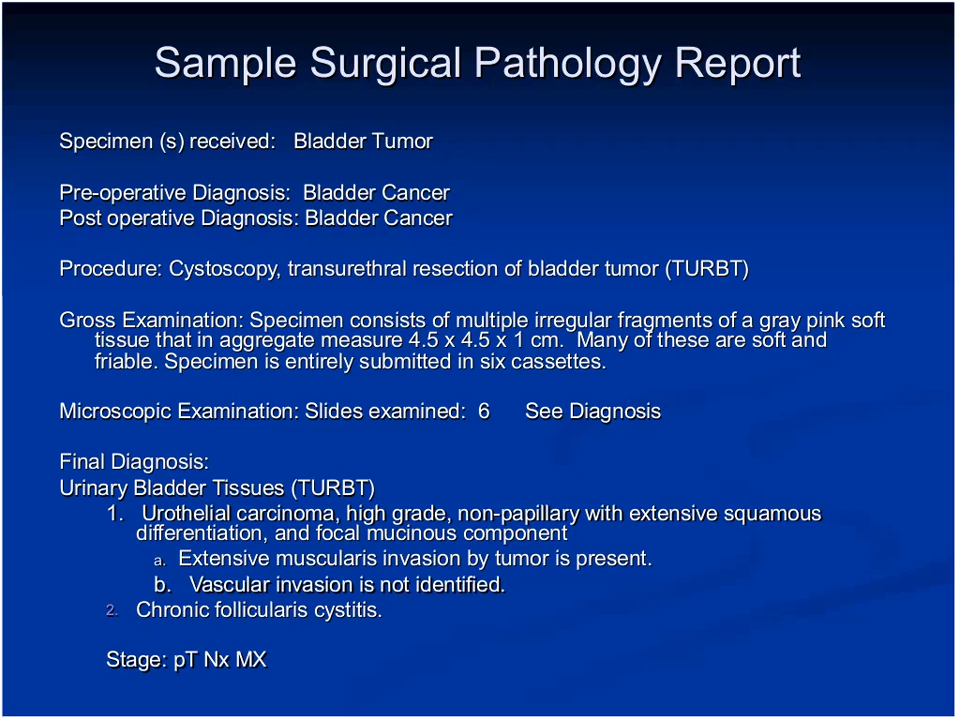 Sample Surgical Pathology Report
Specimen (s) received: Bladder Tumor
Pre-operative Diagnosis: Bladder Cancer
Post operative Diagnosis: Bladder Cancer
Procedure: Cystoscopy, transurethral resection of bladder tumor (TURBT)
Gross Examination: Specimen consists of multiple irregular fragments of a gray pink soft
tissue that in aggregate measure 4.5 x 4.5 x 1 cm. Many of these are soft and
friable. Specimen is entirely submitted in six cassettes.
Microscopic Examination: Slides examined: 6 See Diagnosis
Final Diagnosis:
Urinary Bladder Tissues (TURBT)
1. Urothelial carcinoma, high grade, non-papillary with extensive squamous
differentiation, and focal mucinous component
a. Extensive muscularis invasion by tumor is present.
b. Vascular invasion is not identified.
2. Chronic follicularis cystitis.
Stage: pT Nx MX